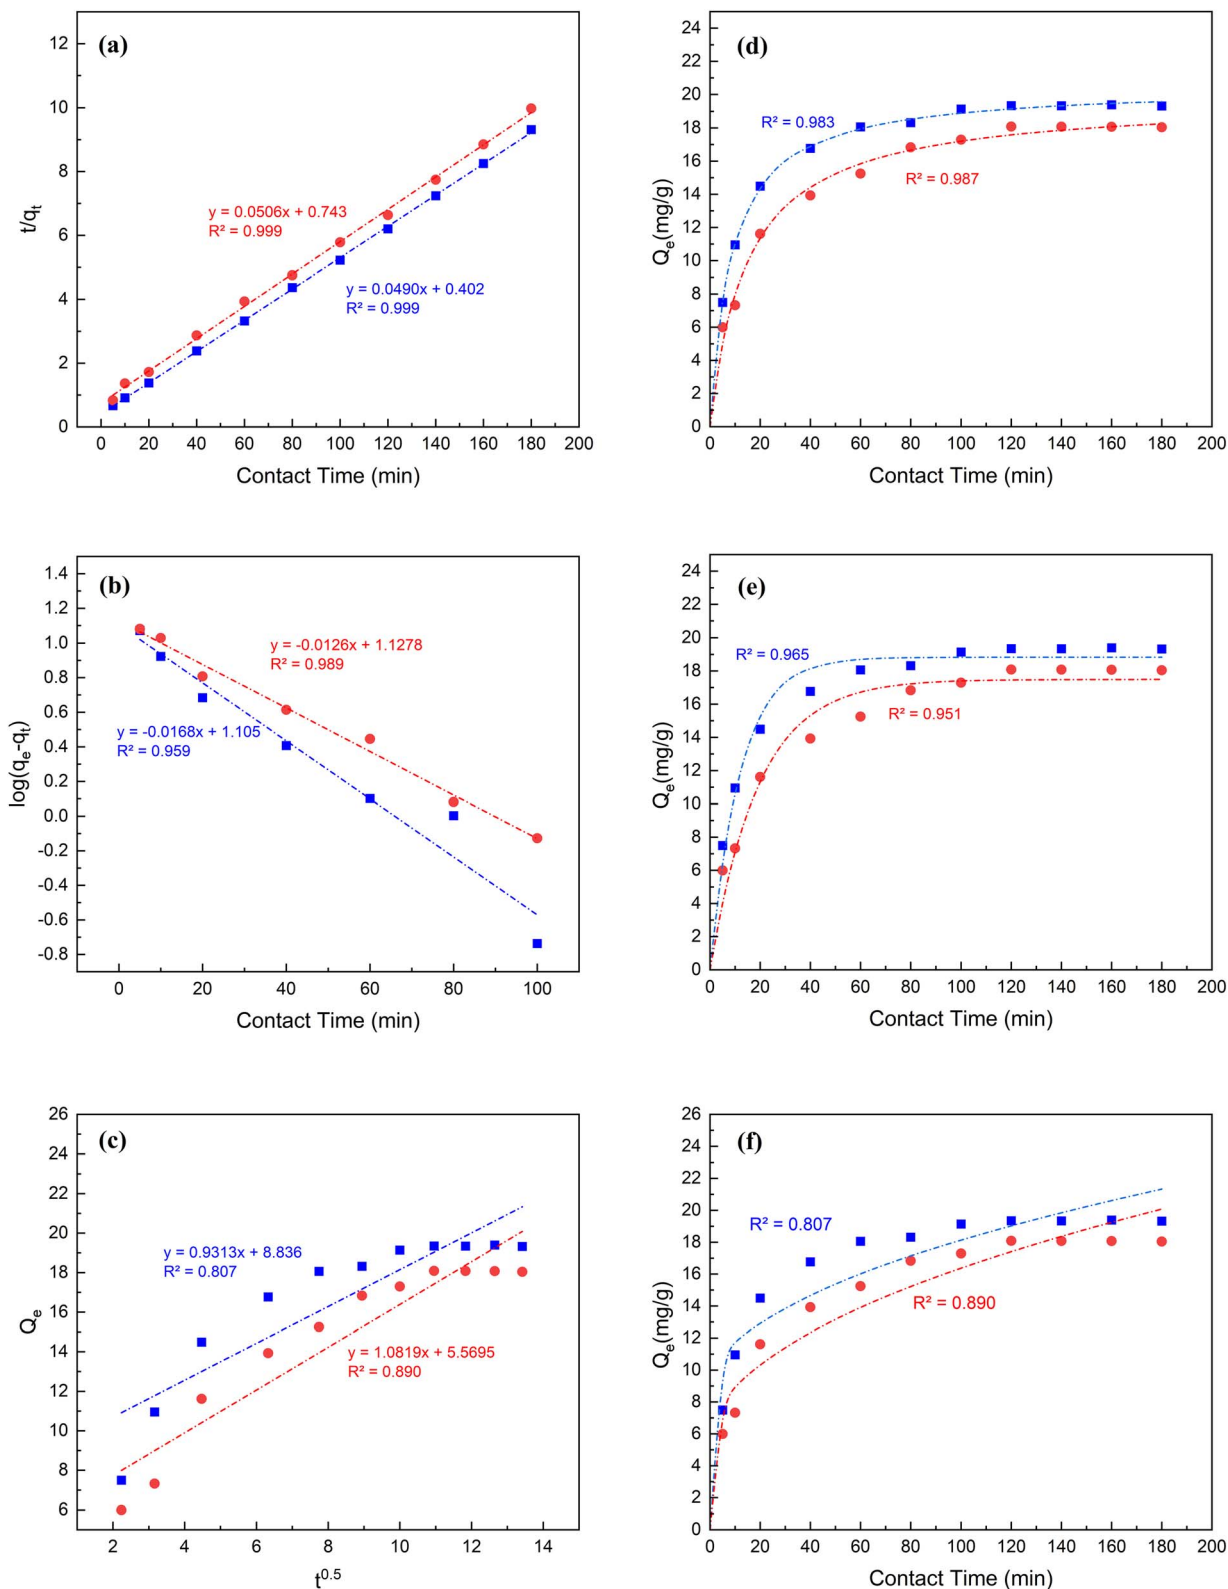 (a)
12
10
8
6
4
2
0
t/qt
y = 0.0506x + 0.743
R² = 0.999
y = 0.0490x + 0.402
R² = 0.999
0 20 40 60 80 100 120 140 160 180 200
Contact Time (min)
(d)
24
22
20
18
16
14
12
10
8
6
4
2
0
Qe(mg/g)
R² = 0.983
R² = 0.987
0 20 40 60 80 100 120 140 160 180 200
Contact Time (min)
(b)
1.4
1.2
1.0
0.8
0.6
0.4
0.2
0.0
-0.2
-0.4
-0.6
-0.8
log(qe-qt)
y = -0.0126x + 1.1278
R² = 0.989
y = -0.0168x + 1.105
R² = 0.959
0 20 40 60 80 100
Contact Time (min)
(e)
24
22
20
18
16
14
12
10
8
6
4
2
0
Qe(mg/g)
R² = 0.965
R² = 0.951
0 20 40 60 80 100 120 140 160 180 200
Contact Time (min)
(c)
26
24
22
20
18
16
14
12
11
8
6
Qe
y = 0.9313x + 8.836
R² = 0.807
y = 1.0819x + 5.5695
R² = 0.890
2 4 6 8 10 12 14
t0.5
(f)
26
24
22
20
18
16
14
12
10
8
6
4
2
0
Qe(mg/g)
R² = 0.807
R² = 0.890
0 20 40 60 80 100 120 140 160 180 200
Contact Time (min)